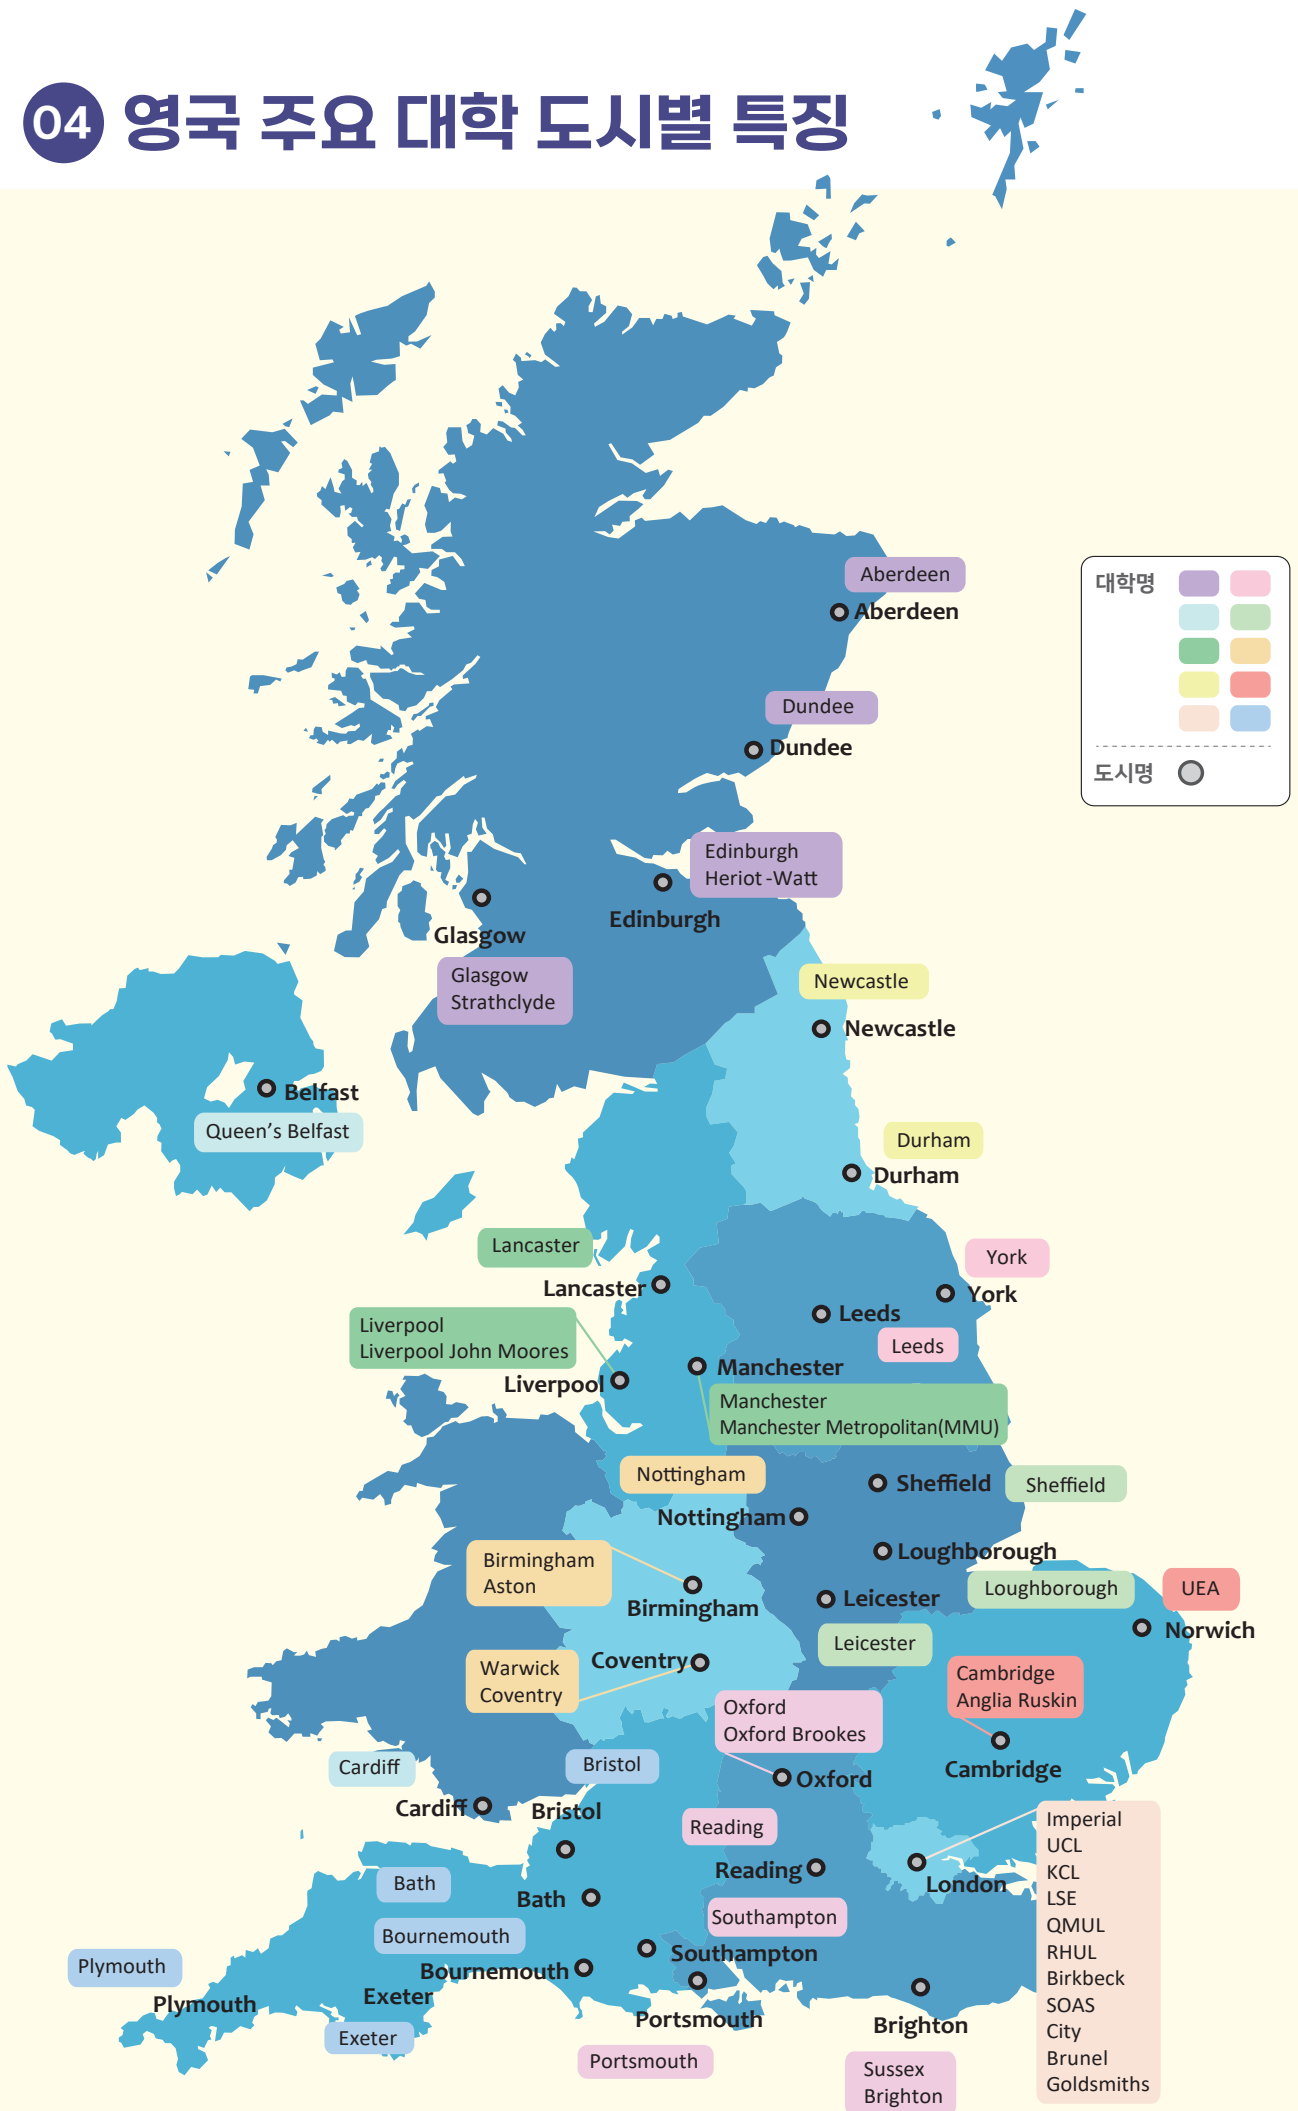 04 영국 주요 대학 도시별 특징
Aberdeen
Aberdeen
대학명
도시명
Dundee
Dundee
Edinburgh
Heriot-Watt
Edinburgh
Glasgow
Glasgow
Strathclyde
Newcastle
Newcastle
Belfast
Queen's Belfast
Durham
Durham
Lancaster
Lancaster
York
York
Leeds
Leeds
Liverpool
Liverpool John Moores
Liverpool
Manchester
Manchester
Manchester Metropolitan(MMU)
Nottingham
Nottingham
Sheffield
Sheffield
Loughborough
Loughborough
Birmingham
Aston
Birmingham
Leicester
Leicester
UEA
Norwich
Coventry
Warwick
Coventry
Cambridge
Anglia Ruskin
Cambridge
Oxford
Oxford Brookes
Oxford
Cardiff
Cardiff
Bristol
Bristol
Reading
Reading
London
Imperial
UCL
KCL
LSE
QMUL
RHUL
Birkbeck
SOAS
City
Brunel
Goldsmiths
Bath
Bath
Southampton
Southampton
Bournemouth
Bournemouth
Plymouth
Plymouth
Exeter
Exeter
Portsmouth
Portsmouth
Brighton
Sussex
Brighton